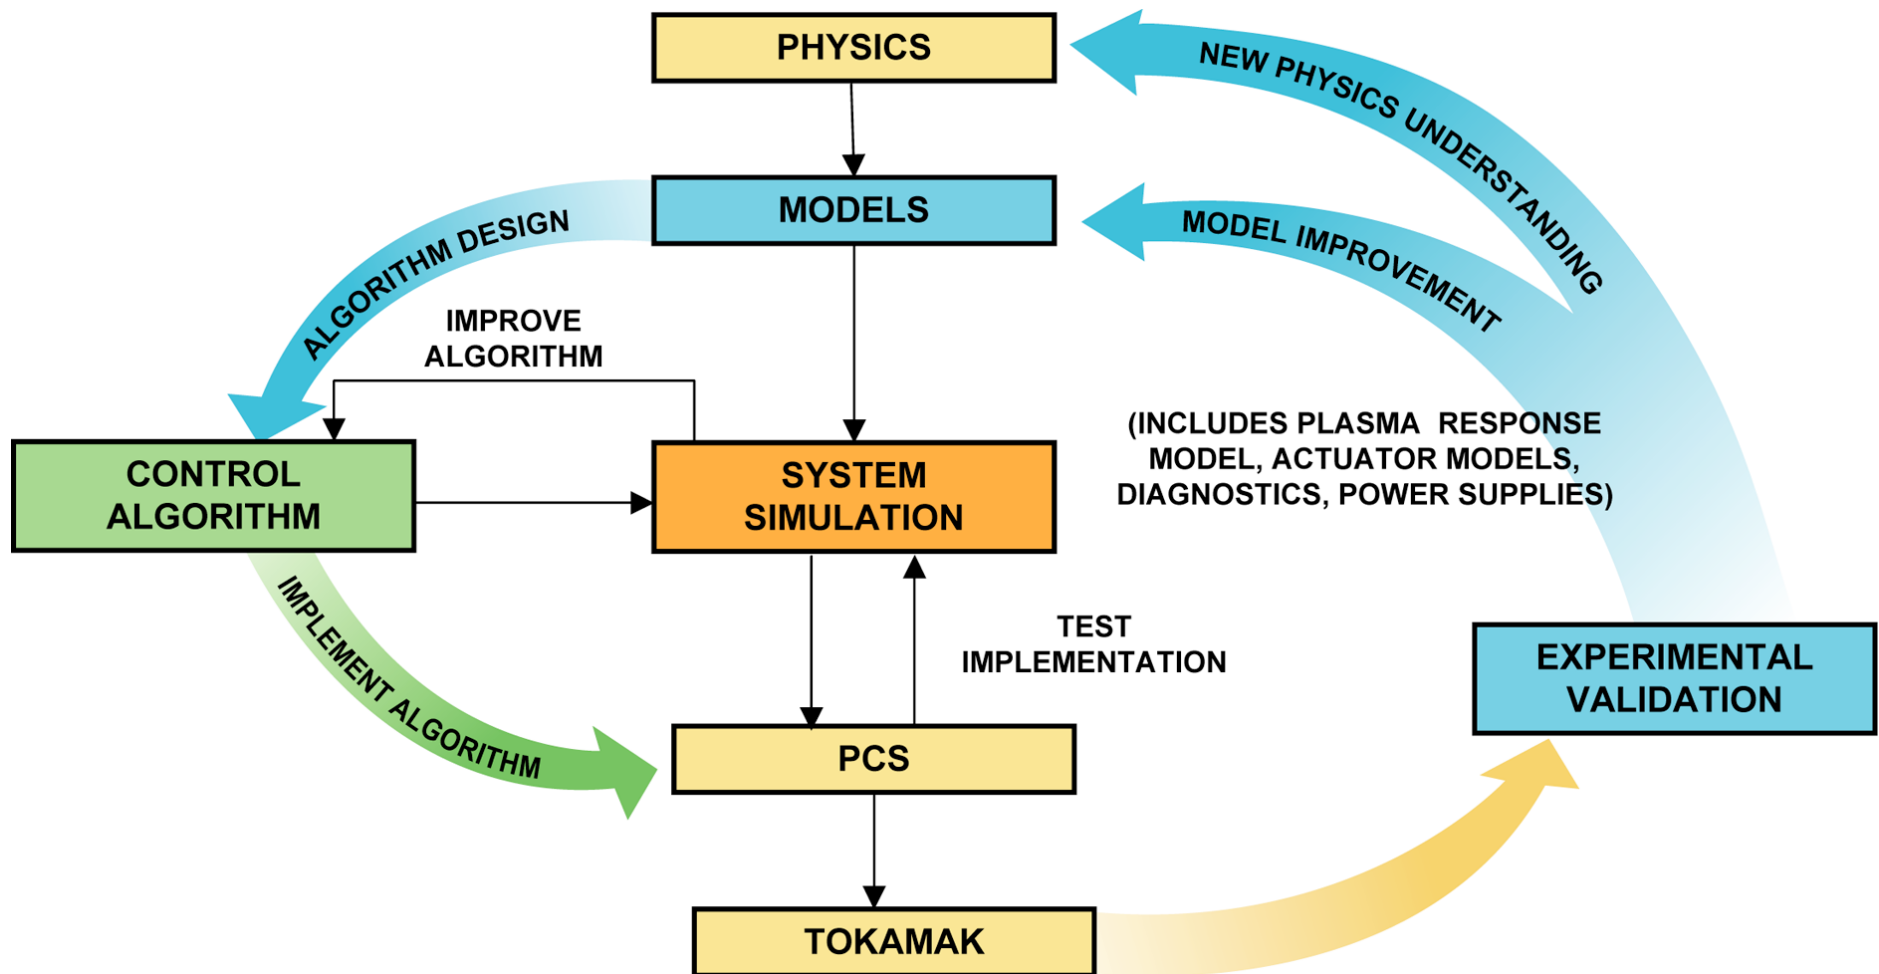 PHYSICS
NEW PHYSICS UNDERSTANDING
MODELS
MODEL IMPROVEMENT
ALGORITHM DESIGN
IMPROVE
ALGORITHM
(INCLUDES PLASMA RESPONSE
MODEL, ACTUATOR MODELS,
DIAGNOSTICS, POWER SUPPLIES)
CONTROL
ALGORITHM
SYSTEM
SIMULATION
IMPLEMENT ALGORITHM
TEST
IMPLEMENTATION
EXPERIMENTAL
VALIDATION
PCS
TOKAMAK